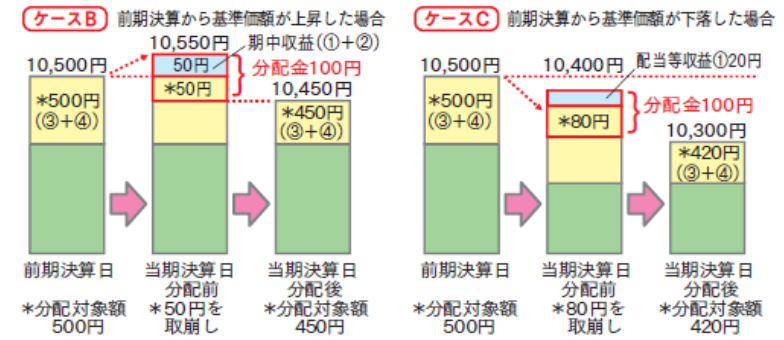 ケースB 前期決算から基準価額が上昇した場合
10,550円
期中収益(①+②)
10,500円
50円
分配金100円
*500円
(③+④)
*50円
10,450円
*450円
(③+④)
前期決算日
当期決算日
分配前
当期決算日
分配後
*分配対象額
500円
*50円を
取崩し
*分配対象額
450円
ケースC 前期決算から基準価額が下落した場合
10,500円
10,400円
配当等収益①20円
*500円
(③+④)
分配金100円
*80円
10,300円
*420円
(③+④)
前期決算日
当期決算日
分配前
当期決算日
分配後
*分配対象額
500円
*80円を
取崩し
*分配対象額
420円